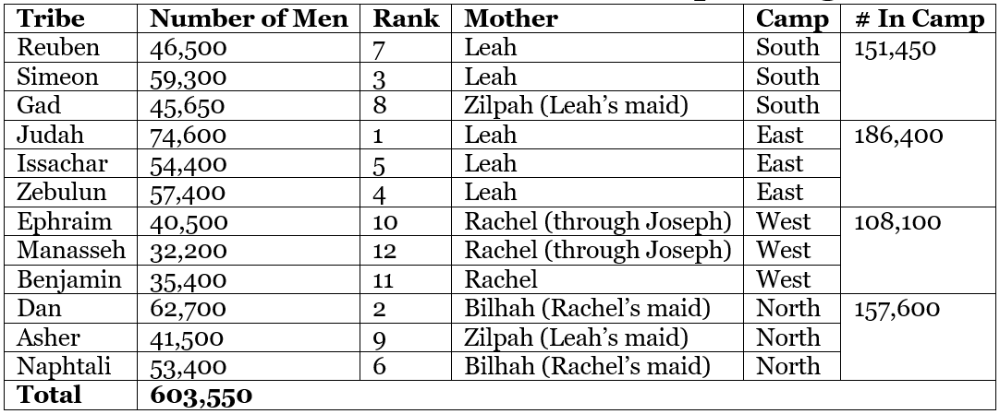 Tribe Number of Men Rank Mother Camp # In Camp
Reuben 46,500 7 Leah South 151,450
Simeon 59,300 3 Leah South
Gad 45,650 8 Zilpah (Leah’s maid) South
Judah 74,600 1 Leah East 186,400
Issachar 54,400 5 Leah East
Zebulun 57,400 4 Leah East
Ephraim 40,500 10 Rachel (through Joseph) West 108,100
Manasseh 32,200 12 Rachel (through Joseph) West
Benjamin 35,400 11 Rachel West
Dan 62,700 2 Bilhah (Rachel’s maid) North 157,600
Asher 41,500 9 Zilpah (Leah’s maid) North
Naphtali 53,400 6 Bilhah (Rachel’s maid) North
Total 603,550